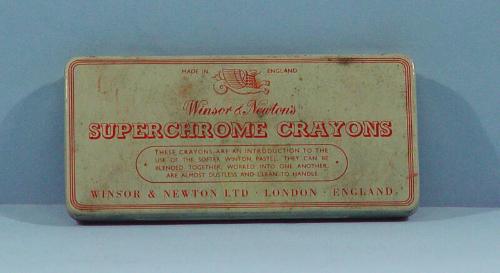 MADE IN ENGLAND
Winsor & Newton's
SUPERCHROME CRAYONS
THESE CRAYONS ARE AN INTRODUCTION TO THE
USE OF THE SOFTER WINTON PASTEL. THEY CAN BE
BLENDED TOGETHER, WORKED INTO ONE ANOTHER,
ARE ALMOST DUSTLESS AND CLEAN TO HANDLE
WINSOR & NEWTON LTD · LONDON · ENGLAND.